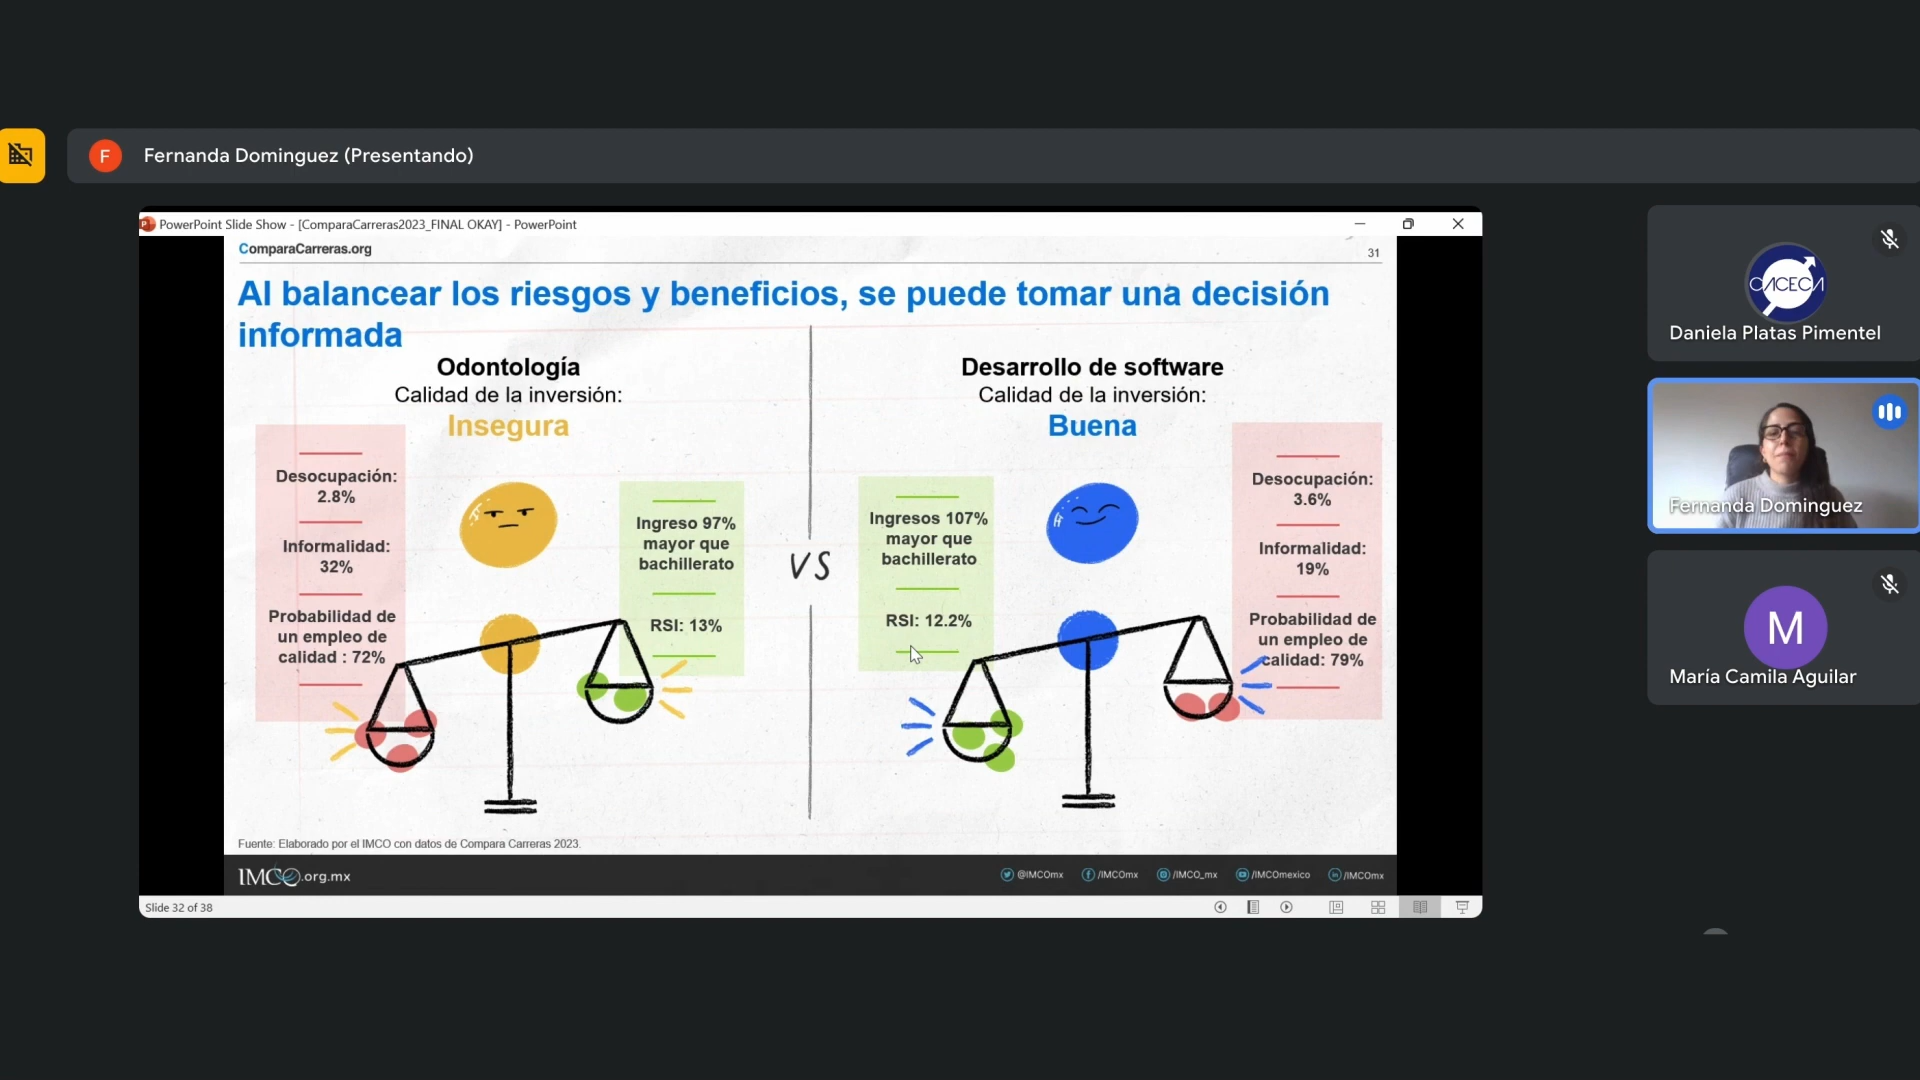 F
Fernanda Dominguez (Presentando)
PowerPoint Slide Show - [ComparaCarreras2023_FINAL OKAY] - PowerPoint
ComparaCarreras.org
31
Al balancear los riesgos y beneficios, se puede tomar una decisión
informada
Odontología
Calidad de la inversión:
Insegura
Desocupación:
2.8%
Informalidad:
32%
Probabilidad de
un empleo de
calidad : 72%
Ingreso 97%
mayor que
bachillerato
RSI: 13%
VS
Desarrollo de software
Calidad de la inversión:
Buena
Ingresos 107%
mayor que
bachillerato
RSI: 12.2%
Desocupación:
3.6%
Informalidad:
19%
Probabilidad de
un empleo de
calidad: 79%
Fuente: Elaborado por el IMCO con datos de Compara Carreras 2023.
IMCO.org.mx
@IMCOmx
/IMCOmx
/IMCO_mx
/IMCOmexico
/IMCOmx
Slide 32 of 38
CACECA
Daniela Platas Pimentel
Fernanda Dominguez
M
María Camila Aguilar